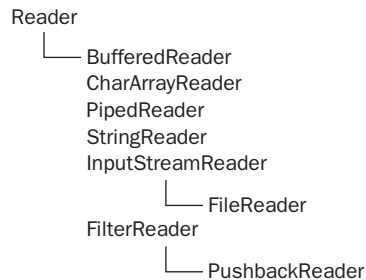 Reader
BufferedReader
CharArrayReader
PipedReader
StringReader
InputStreamReader
FileReader
FilterReader
PushbackReader